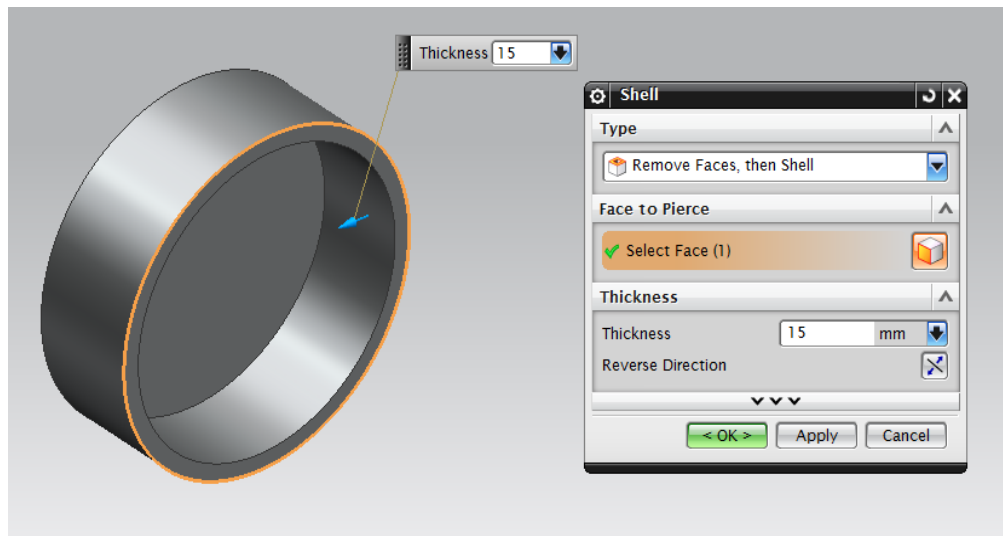 Thickness 15
Shell
Type
Remove Faces, then Shell
Face to Pierce
Select Face (1)
Thickness
Thickness 15 mm
Reverse Direction
< OK > Apply Cancel